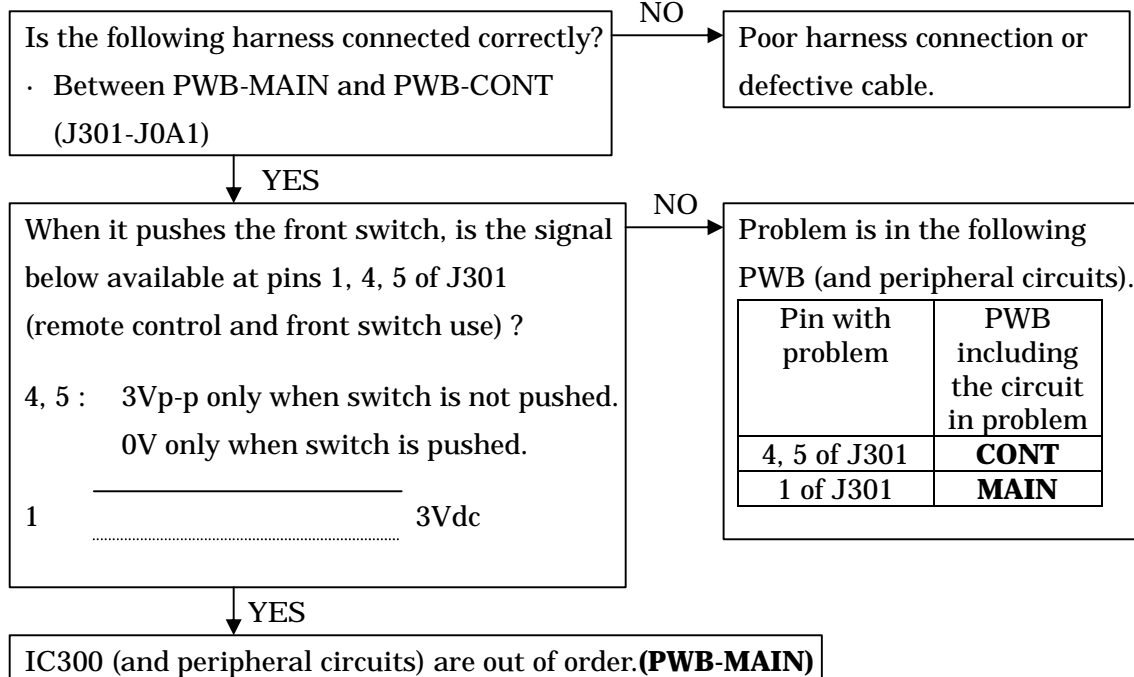 Is the following harness connected correctly?
· Between PWB-MAIN and PWB-CONT
(J301-J0A1)
NO
Poor harness connection or
defective cable.
YES
When it pushes the front switch, is the signal
below available at pins 1, 4, 5 of J301
(remote control and front switch use) ?
4, 5 : 3Vp-p only when switch is not pushed.
0V only when switch is pushed.
1 3Vdc
NO
Problem is in the following
PWB (and peripheral circuits).
Pin with
problem
PWB
including
the circuit
in problem
4, 5 of J301 CONT
1 of J301 MAIN
YES
IC300 (and peripheral circuits) are out of order.(PWB-MAIN)